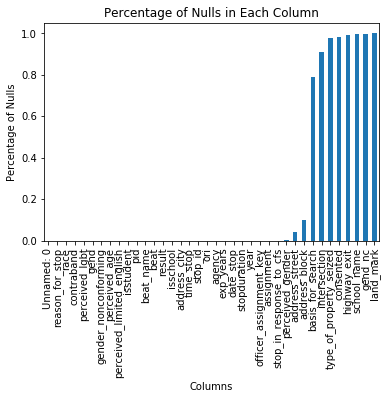 Percentage of Nulls in Each Column
Percentage of Nulls
1.0
0.8
0.6
0.4
0.2
0.0
Unnamed: 0
reason_for_stop
race
contraband
perceived_lgbt
gend
gender_nonconforming
perceived_age
perceived_limited_english
isstudent
pid
beat_name
beat
result
isschool
address_city
time_stop
stop_id
ori
agency
exp_years
date_stop
stopduration
year
officer_assignment_key
assignment
stop_in_response_to_cfs
perceived_gender
address_street
address_block
basis_for_search
intersection
type_of_property_seized
consented
highway_exit
school_name
gend_nc
land_mark
Columns